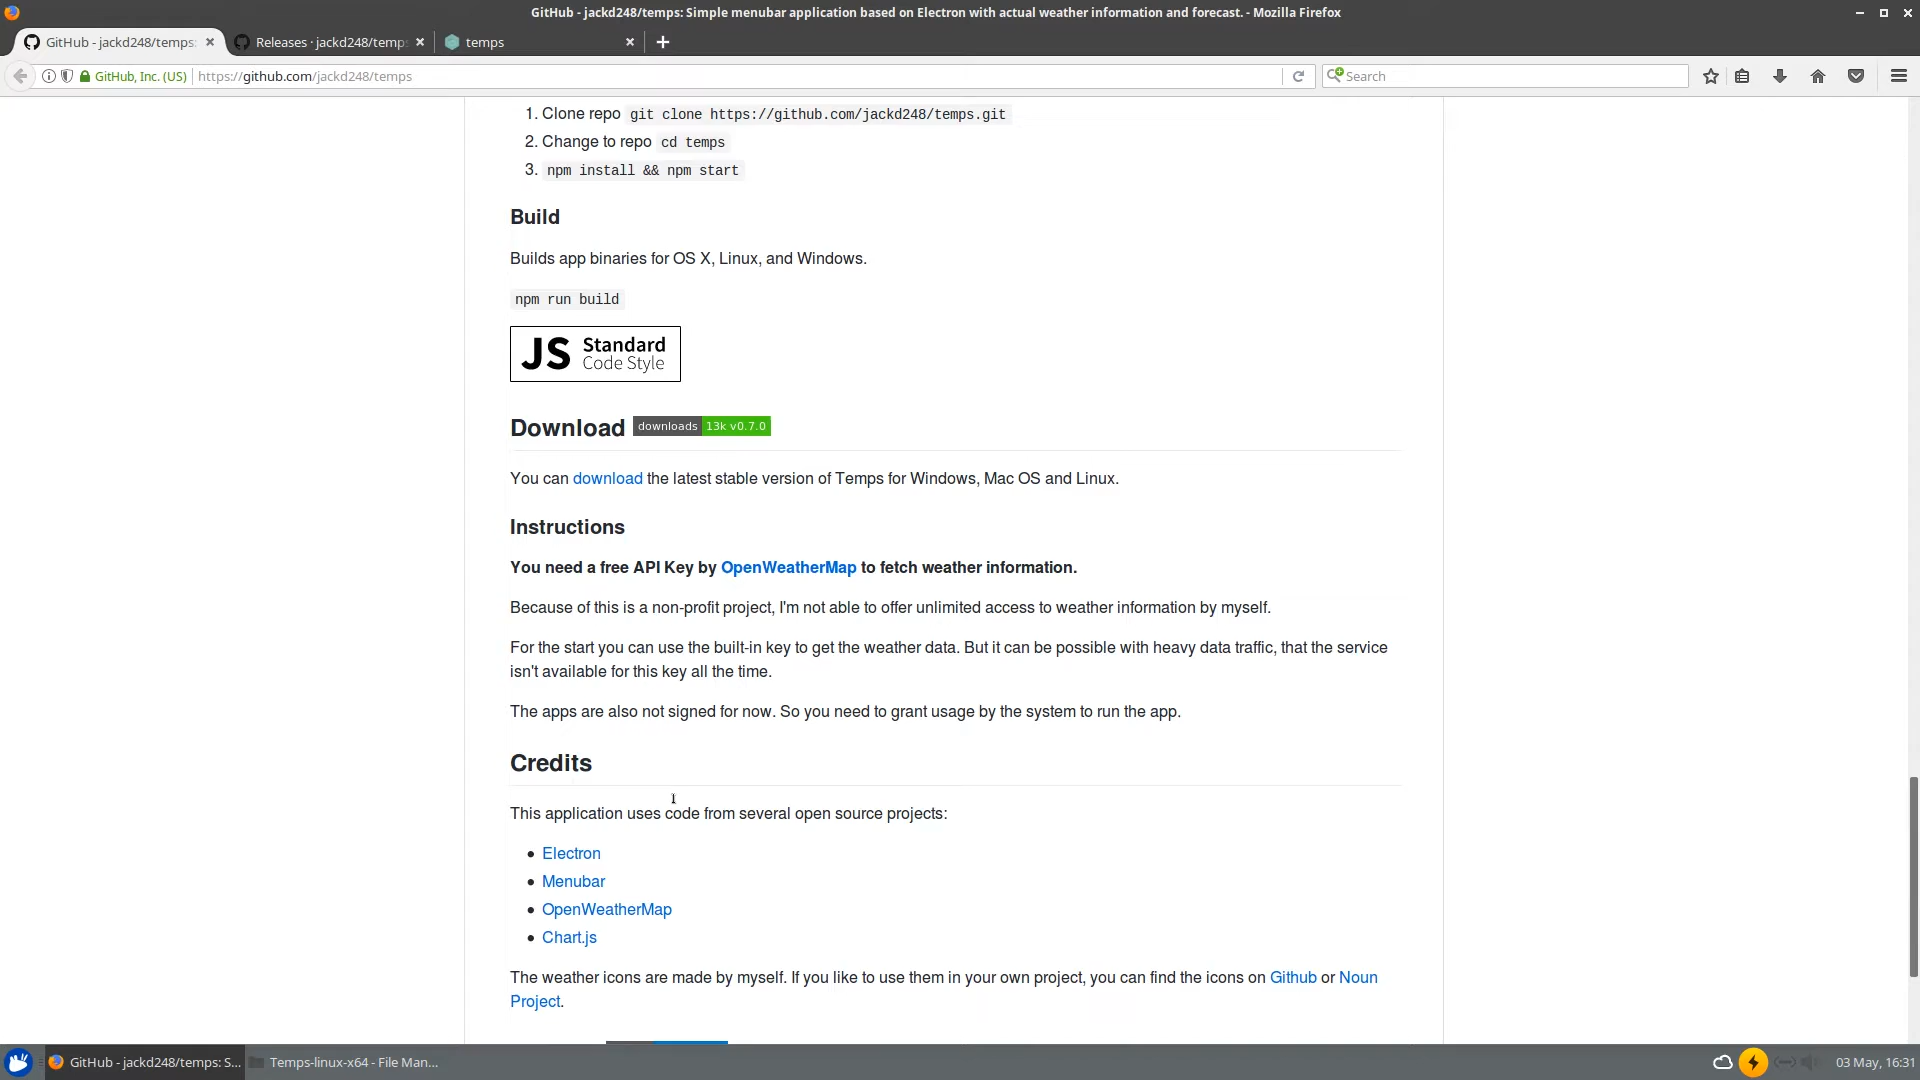 GitHub - jackd248/temps: Simple menubar application based on Electron with actual weather information and forecast. - Mozilla Firefox
GitHub - jackd248/temps:
Releases · jackd248/temps
temps
GitHub, Inc. (US)
https://github.com/jackd248/temps
Search
1. Clone repo git clone https://github.com/jackd248/temps.git
2. Change to repo cd temps
3. npm install && npm start
Build
Builds app binaries for OS X, Linux, and Windows.
npm run build
JS Standard
Code Style
Download downloads 13k v0.7.0
You can download the latest stable version of Temps for Windows, Mac OS and Linux.
Instructions
You need a free API Key by OpenWeatherMap to fetch weather information.
Because of this is a non-profit project, I'm not able to offer unlimited access to weather information by myself.
For the start you can use the built-in key to get the weather data. But it can be possible with heavy data traffic, that the service
isn't available for this key all the time.
The apps are also not signed for now. So you need to grant usage by the system to run the app.
Credits
This application uses code from several open source projects:
• Electron
• Menubar
• OpenWeatherMap
• Chart.js
The weather icons are made by myself. If you like to use them in your own project, you can find the icons on Github or Noun
Project.
GitHub - jackd248/temps: S...
Temps-linux-x64 - File Man...
03 May, 16:31